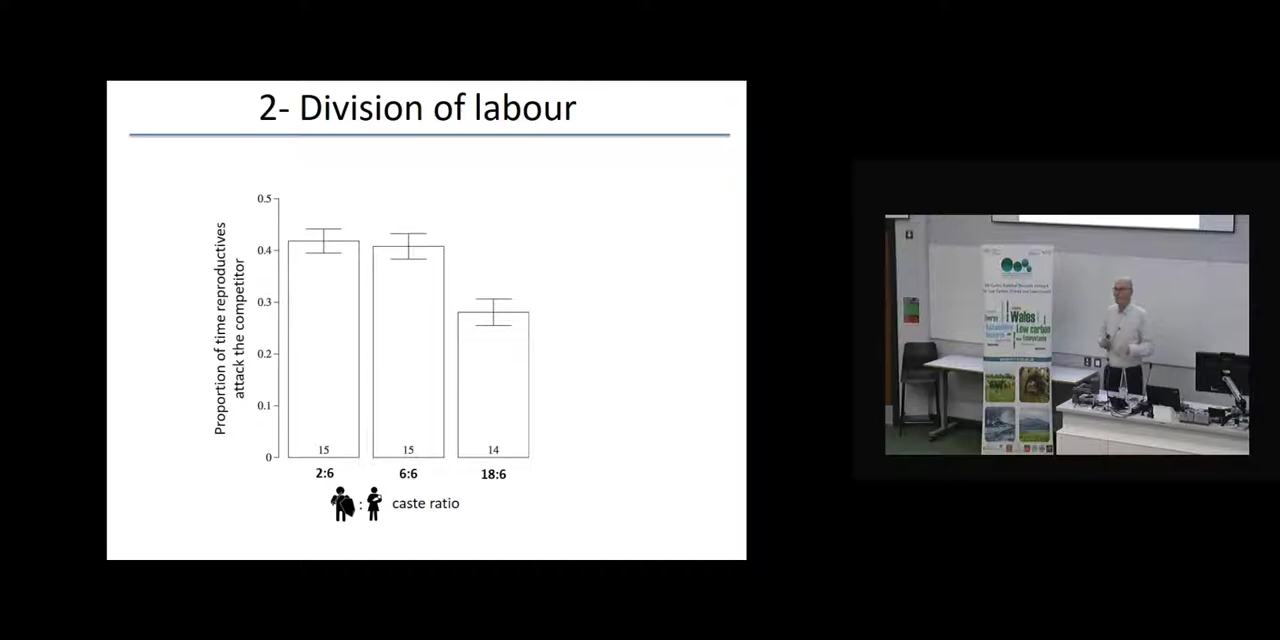 2- Division of labour
Proportion of time reproductives
attack the competitor
0.5
0.4
0.3
0.2
0.1
0
15
15
14
2:6
6:6
18:6
: caste ratio
Wales
Low carbon